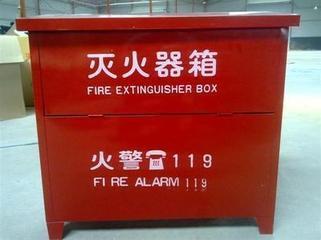 灭火器箱
FIRE EXTINGUISHER BOX
火警☎119
FIRE ALARM 119